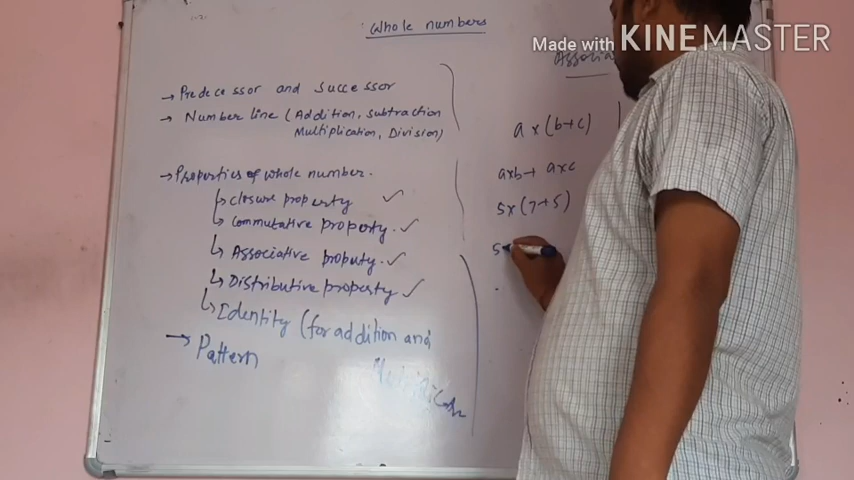 Whole numbers
Made with KINEMASTER
→ Predecessor and Successor
→ Number line (Addition, Subtraction
Multiplication, Division)
→ Properties of whole number.
↳ Closure property ✓
↳ Commutative property. ✓
↳ Associative property. ✓
↳ Distributive property ✓
↳ Identity (for addition and
→ Pattern
a × (b+c)
a×b+ a×c
5×(7+5)
5×